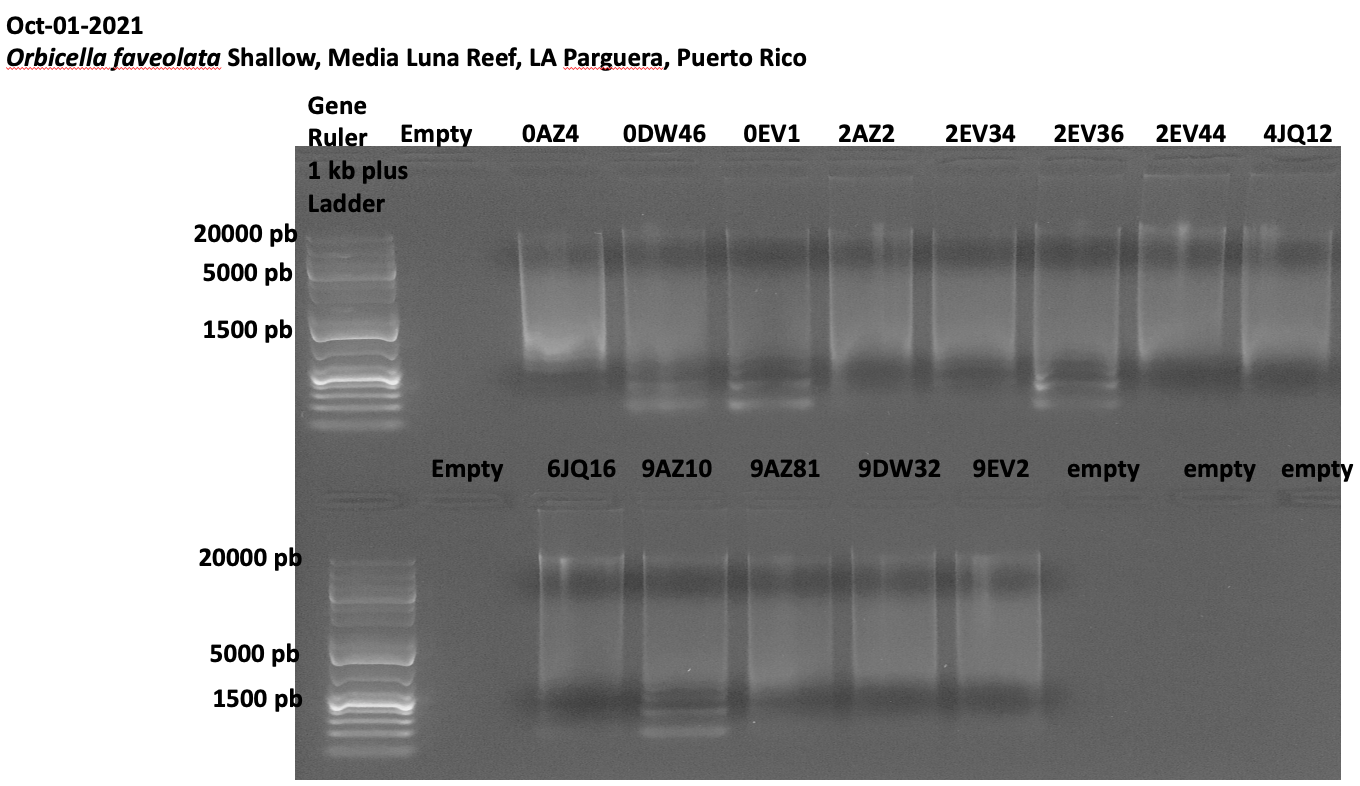 Oct-01-2021
Orbicella faveolata Shallow, Media Luna Reef, LA Parguera, Puerto Rico
Gene
Ruler
1 kb plus
Ladder
Empty 0AZ4 0DW46 0EV1 2AZ2 2EV34 2EV36 2EV44 4JQ12
20000 pb
5000 pb
1500 pb
Empty 6JQ16 9AZ10 9AZ81 9DW32 9EV2 empty empty empty
20000 pb
5000 pb
1500 pb